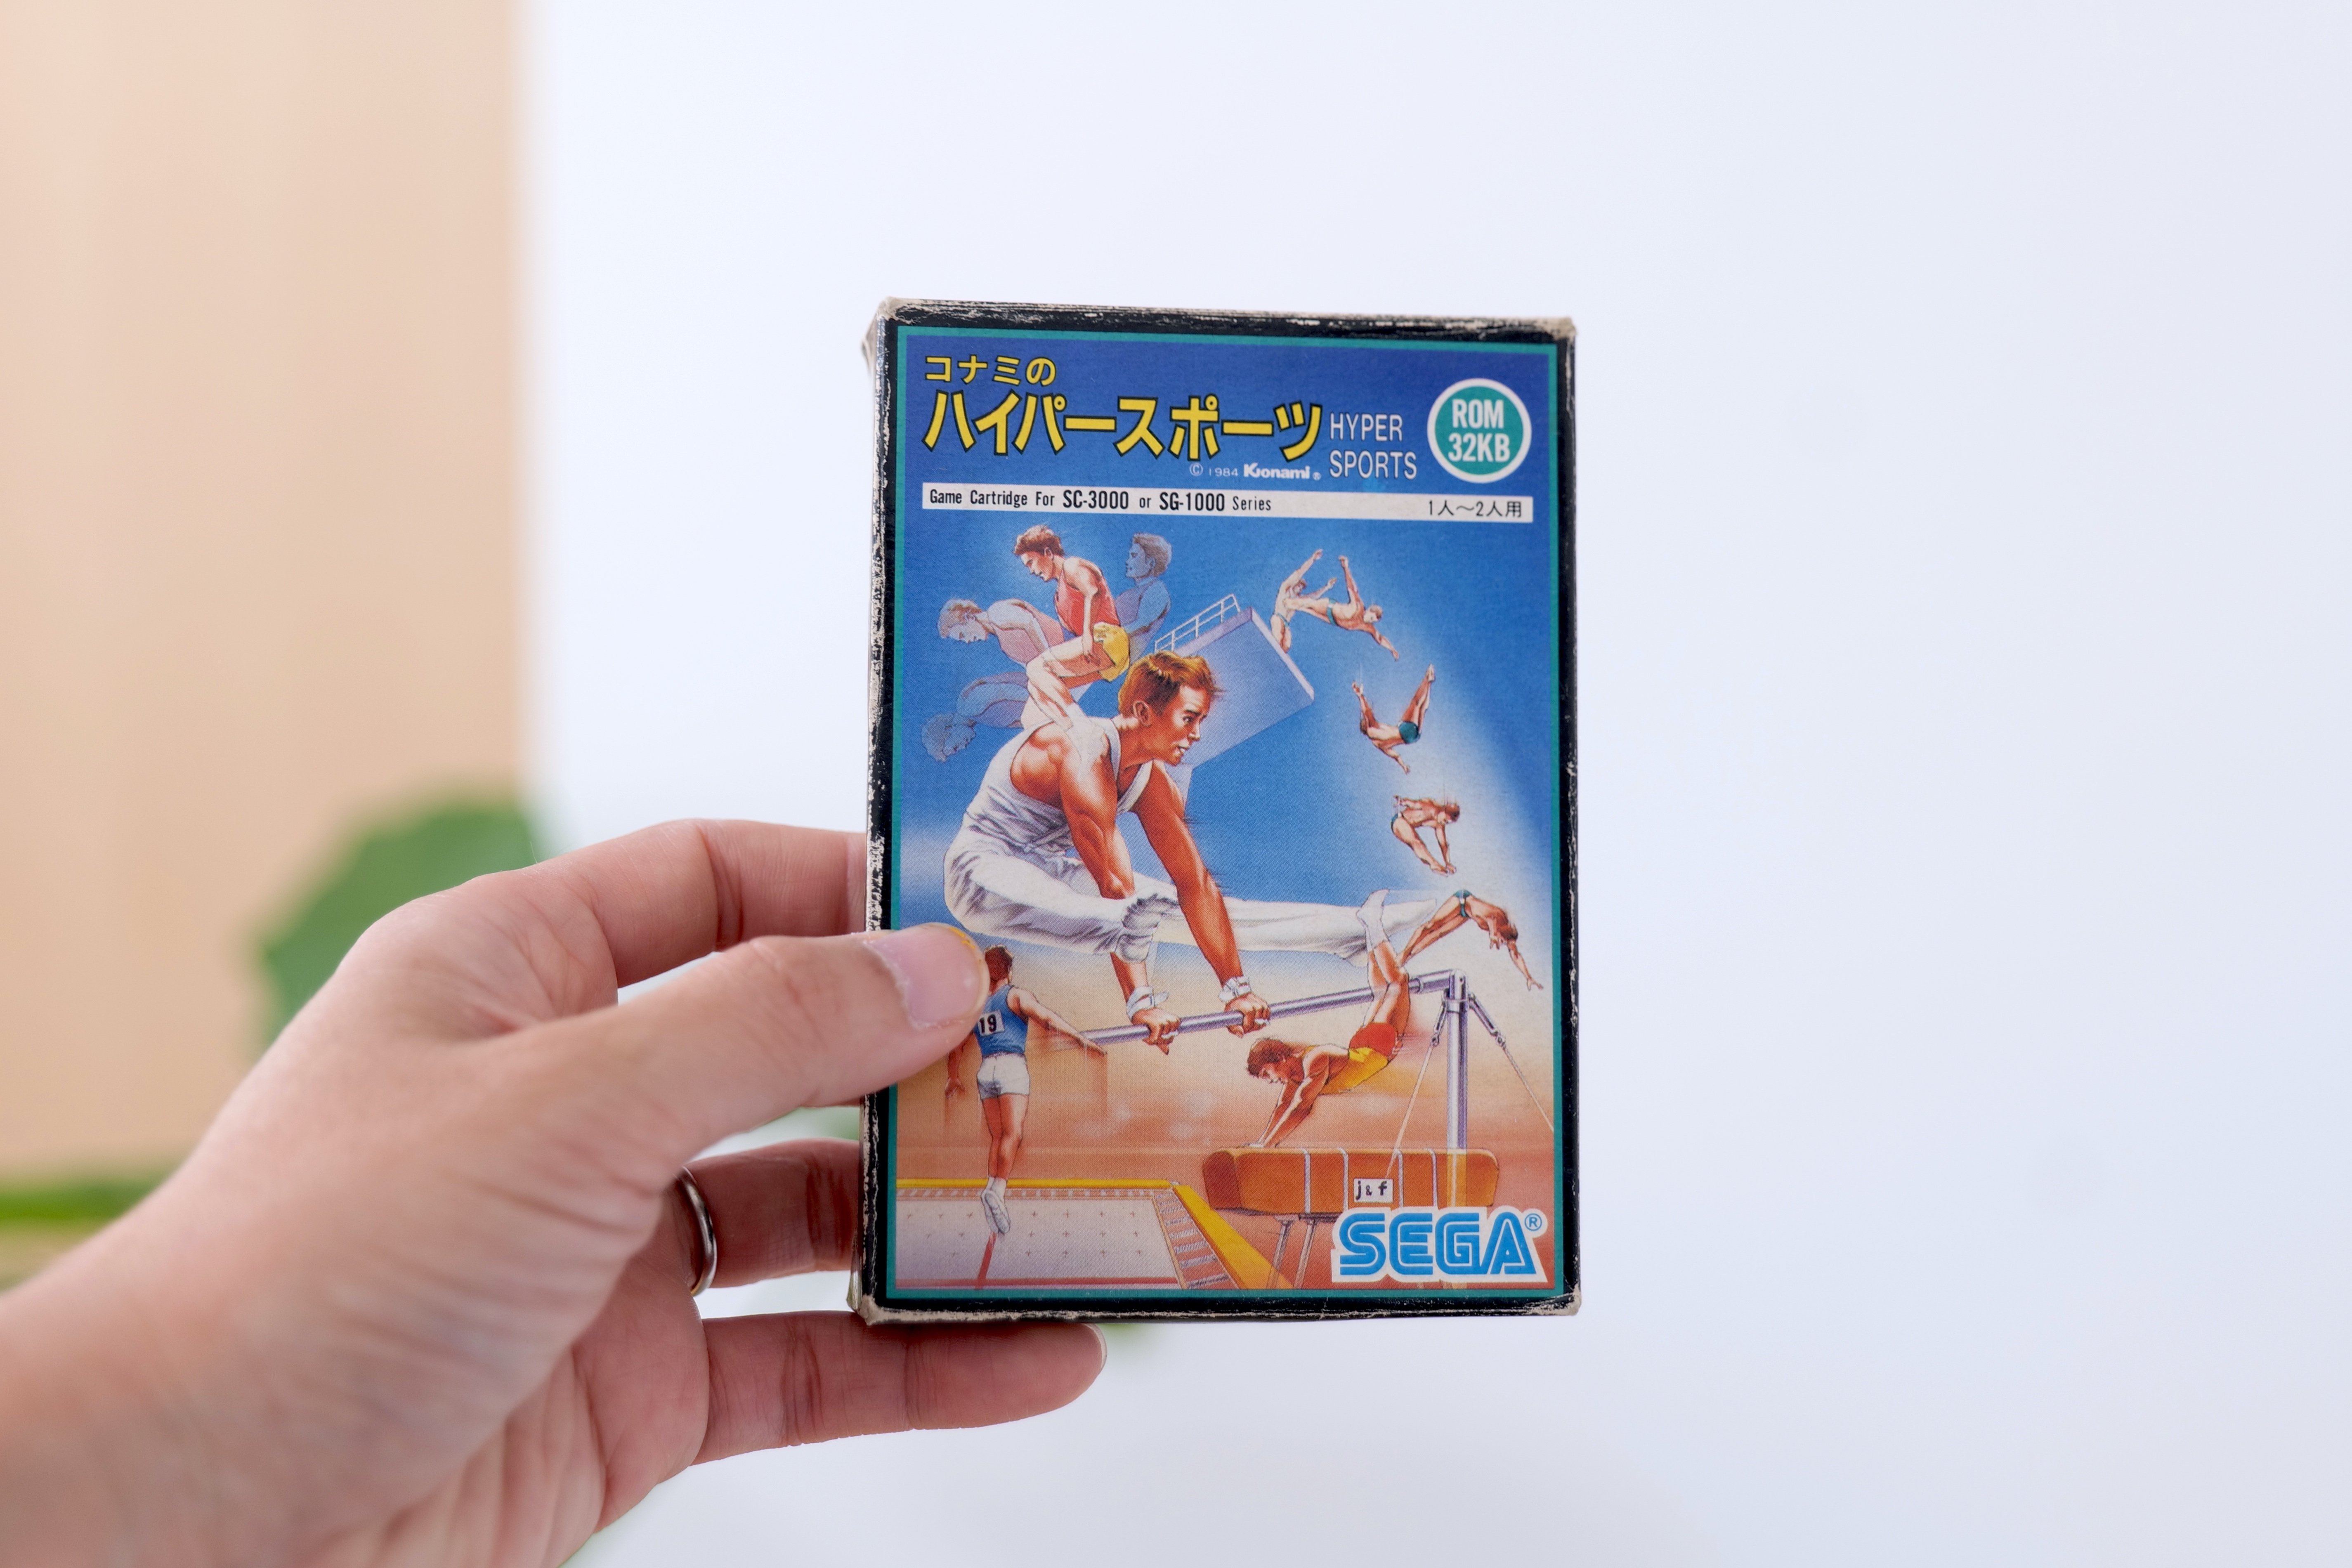 コナミの
ハイパースポーツ
HYPER
SPORTS
© 1984 Konami®
ROM
32KB
Game Cartridge For SC-3000 or SG-1000 Series
1人～2人用
19
j&f
SEGA®